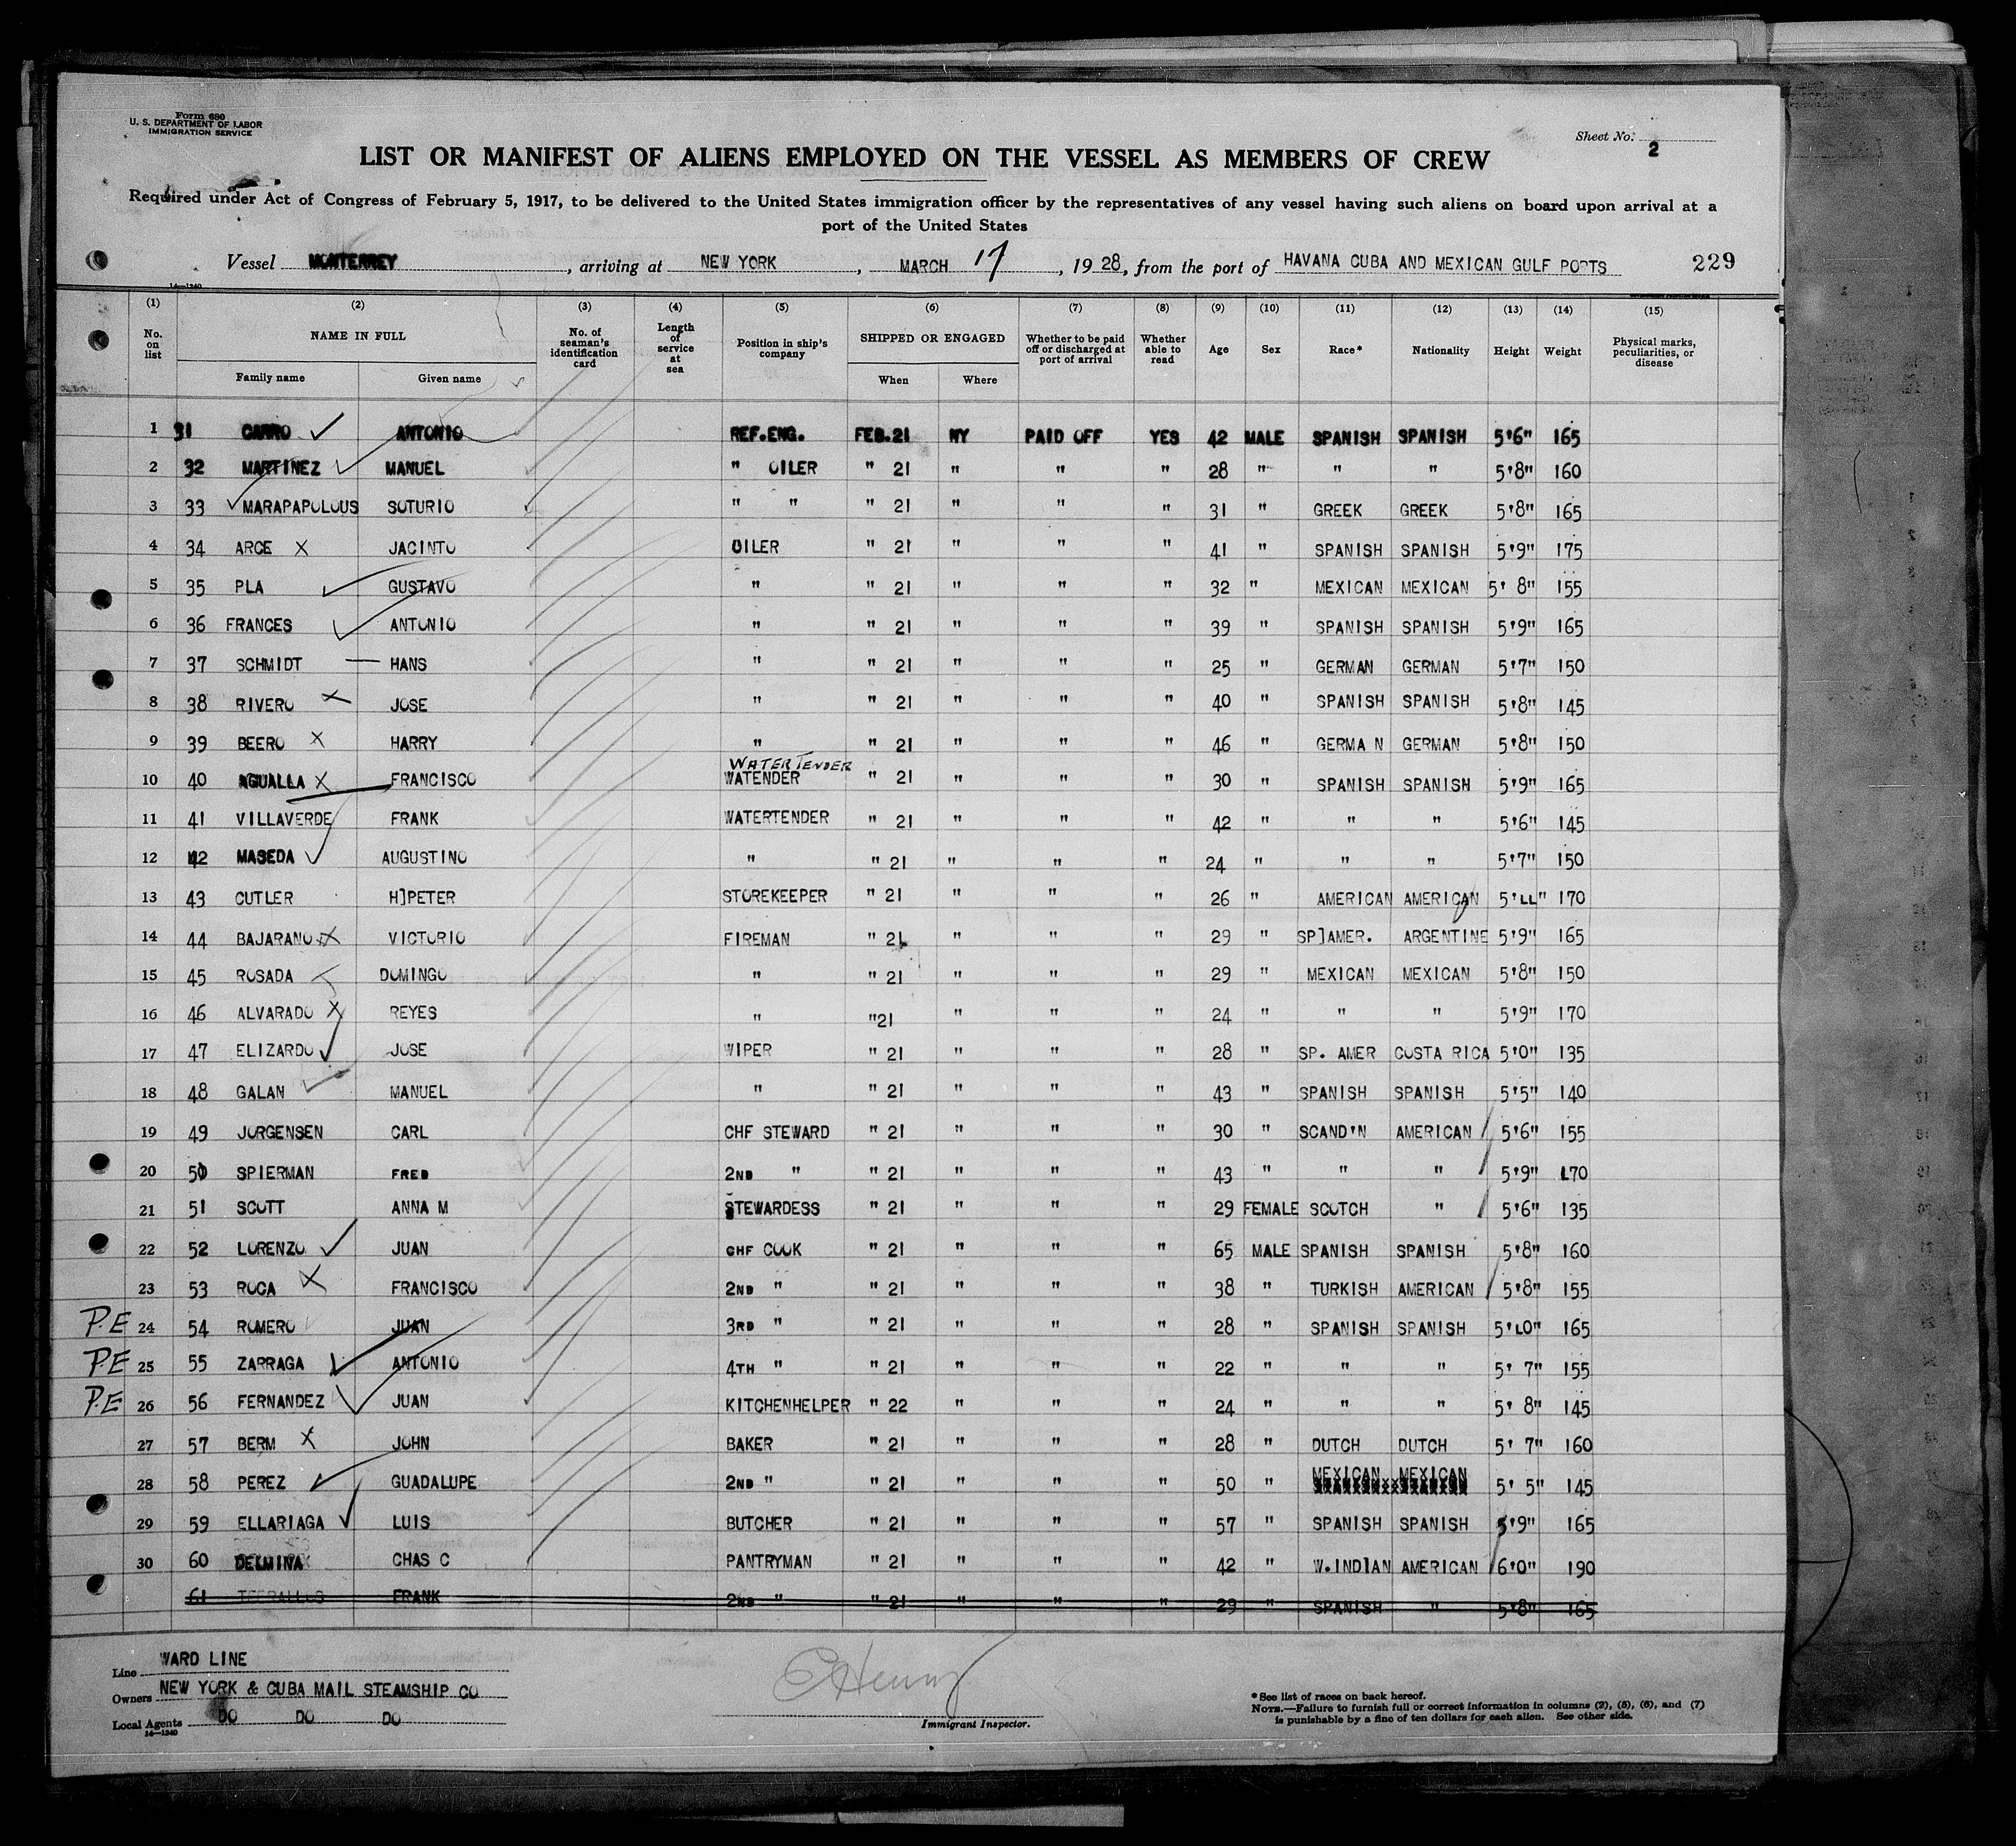 Form 680
U. S. DEPARTMENT OF LABOR
IMMIGRATION SERVICE
Sheet No. 2
LIST OR MANIFEST OF ALIENS EMPLOYED ON THE VESSEL AS MEMBERS OF CREW
Required under Act of Congress of February 5, 1917, to be delivered to the United States immigration officer by the representatives of any vessel having such aliens on board upon arrival at a
port of the United States
Vessel MONTERREY, arriving at NEW YORK, MARCH 17, 1928, from the port of HAVANA CUBA AND MEXICAN GULF PORTS 229
14—1240
(1) (2) (3) (4) (5) (6) (7) (8) (9) (10) (11) (12) (13) (14) (15)
No. on list NAME IN FULL No. of seaman's identification card Length of service at sea Position in ship's company SHIPPED OR ENGAGED Whether to be paid off or discharged at port of arrival Whether able to read Age Sex Race* Nationality Height Weight Physical marks, peculiarities, or disease
Family name Given name When Where
1 31 CARRO ANTONIO REF.ENG. FEB.21 NY PAID OFF YES 42 MALE SPANISH SPANISH 5'6" 165
2 32 MARTINEZ MANUEL " OILER " 21 " " " 28 " " " 5'8" 160
3 33 MARAPAPOLOUS SOTURIO " " " 21 " " " 31 " GREEK GREEK 5'8" 165
4 34 ARCE X JACINTO OILER " 21 " " " 41 " SPANISH SPANISH 5'9" 175
5 35 PLA GUSTAVO " " 21 " " " 32 " MEXICAN MEXICAN 5' 8" 155
6 36 FRANCES ANTONIO " " 21 " " " 39 " SPANISH SPANISH 5'9" 165
7 37 SCHMIDT — HANS " " 21 " " " 25 " GERMAN GERMAN 5'7" 150
8 38 RIVERO X JOSE " " 21 " " " 40 " SPANISH SPANISH 5'8" 145
9 39 BEERO X HARRY " " 21 " " " 46 " GERMA N GERMAN 5'8" 150
WATERTENDER
10 40 AGUALLA X FRANCISCO WATENDER " 21 " " " 30 " SPANISH SPANISH 5'9" 165
11 41 VILLAVERDE FRANK WATERTENDER " 21 " " " 42 " " " 5'6" 145
12 42 MASEDA AUGUSTINO " " 21 " " " 24 " " " 5'7" 150
13 43 CUTLER H]PETER STOREKEEPER " 21 " " " 26 " AMERICAN AMERICAN 5'LL" 170
14 44 BAJARANO X VICTORIO FIREMAN " 21 " " " 29 " SP]AMER. ARGENTINE 5'9" 165
15 45 ROSADA DOMINGO " " 21 " " " 29 " MEXICAN MEXICAN 5'8" 150
16 46 ALVARADO X REYES " "21 " " " 24 " " " 5'9" 170
17 47 ELIZARDO JOSE WIPER " 21 " " " 28 " SP. AMER COSTA RICA 5'0" 135
18 48 GALAN MANUEL " " 21 " " " 43 " SPANISH SPANISH 5'5" 140
19 49 JORGENSEN CARL CHF STEWARD " 21 " " " 30 " SCAND'N AMERICAN 5'6" 155
20 50 SPIERMAN FRED 2ND " " 21 " " " 43 " " " 5'9" L70
21 51 SCOTT ANNA M STEWARDESS " 21 " " " 29 FEMALE SCOTCH " 5'6" 135
22 52 LORENZO JUAN CHF COOK " 21 " " " 65 MALE SPANISH SPANISH 5'8" 160
23 53 ROCA X FRANCISCO 2ND " " 21 " " " 38 " TURKISH AMERICAN 5'8" 155
P.E 24 54 ROMERO JUAN 3RD " " 21 " " " 28 " SPANISH SPANISH 5'LO" 165
P.E 25 55 ZARRAGA ANTONIO 4TH " " 21 " " " 22 " " " 5' 7" 155
P.E 26 56 FERNANDEZ JUAN KITCHENHELPER " 22 " " " 24 " " " 5' 8" 145
27 57 BERM X JOHN BAKER " 21 " " " 28 " DUTCH DUTCH 5' 7" 160
28 58 PEREZ GUADALUPE 2ND " " 21 " " " 50 " MEXICAN MEXICAN 5' 5" 145
29 59 ELLARIAGA LUIS BUTCHER " 21 " " " 57 " SPANISH SPANISH 5'9" 165
30 60 DELMINA CHAS C PANTRYMAN " 21 " " " 42 " W.INDIAN AMERICAN 6'0" 190
61 FRANK 2ND " " 21 " " " 29 " SPANISH " 5'8" 165
Line WARD LINE
Owners NEW YORK & CUBA MAIL STEAMSHIP CO
Local Agents DO DO DO
14—1240
Immigrant Inspector.
*See list of races on back hereof.
NOTE.—Failure to furnish full or correct information in columns (2), (5), (6), and (7)
is punishable by a fine of ten dollars for each alien. See other side.